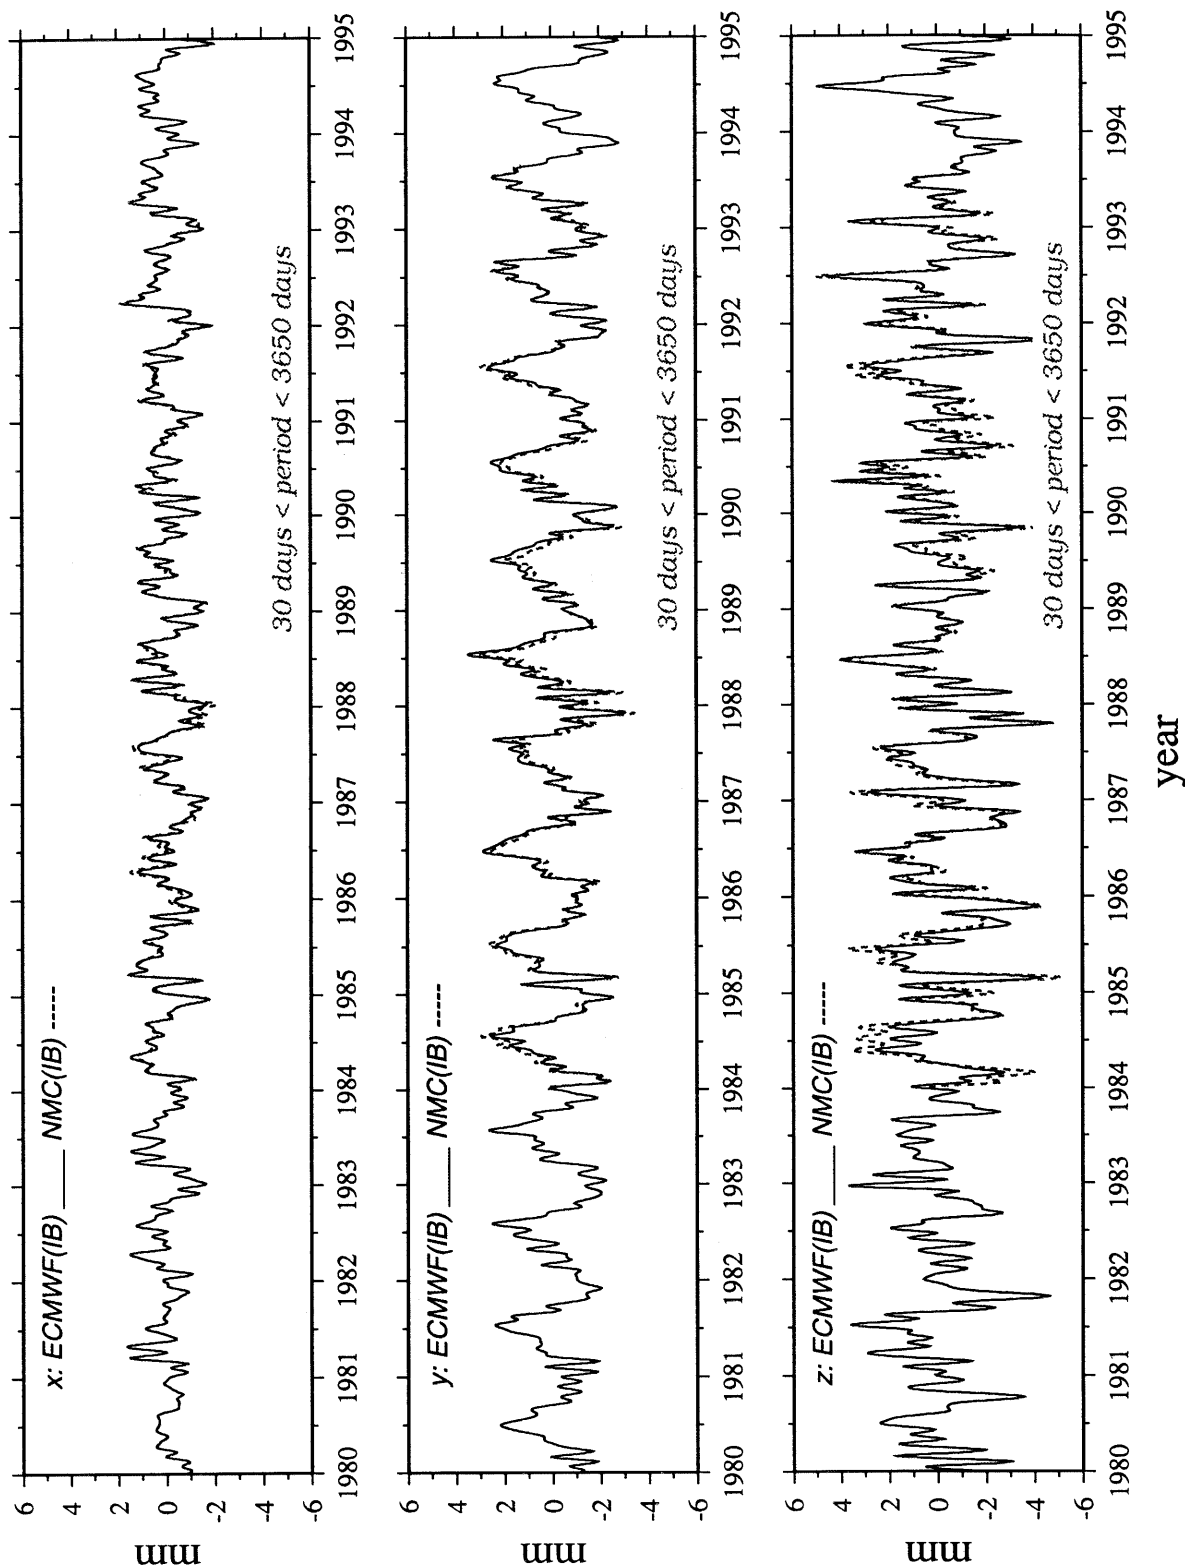 x: ECMWF(IB) ____ NMC(IB) -----
30 days < period < 3650 days
6
4
2
0
-2
-4
-6
mm
1980 1981 1982 1983 1984 1985 1986 1987 1988 1989 1990 1991 1992 1993 1994 1995
y: ECMWF(IB) ____ NMC(IB) -----
30 days < period < 3650 days
6
4
2
0
-2
-4
-6
mm
1980 1981 1982 1983 1984 1985 1986 1987 1988 1989 1990 1991 1992 1993 1994 1995
z: ECMWF(IB) ____ NMC(IB) -----
30 days < period < 3650 days
6
4
2
0
-2
-4
-6
mm
1980 1981 1982 1983 1984 1985 1986 1987 1988 1989 1990 1991 1992 1993 1994 1995
year